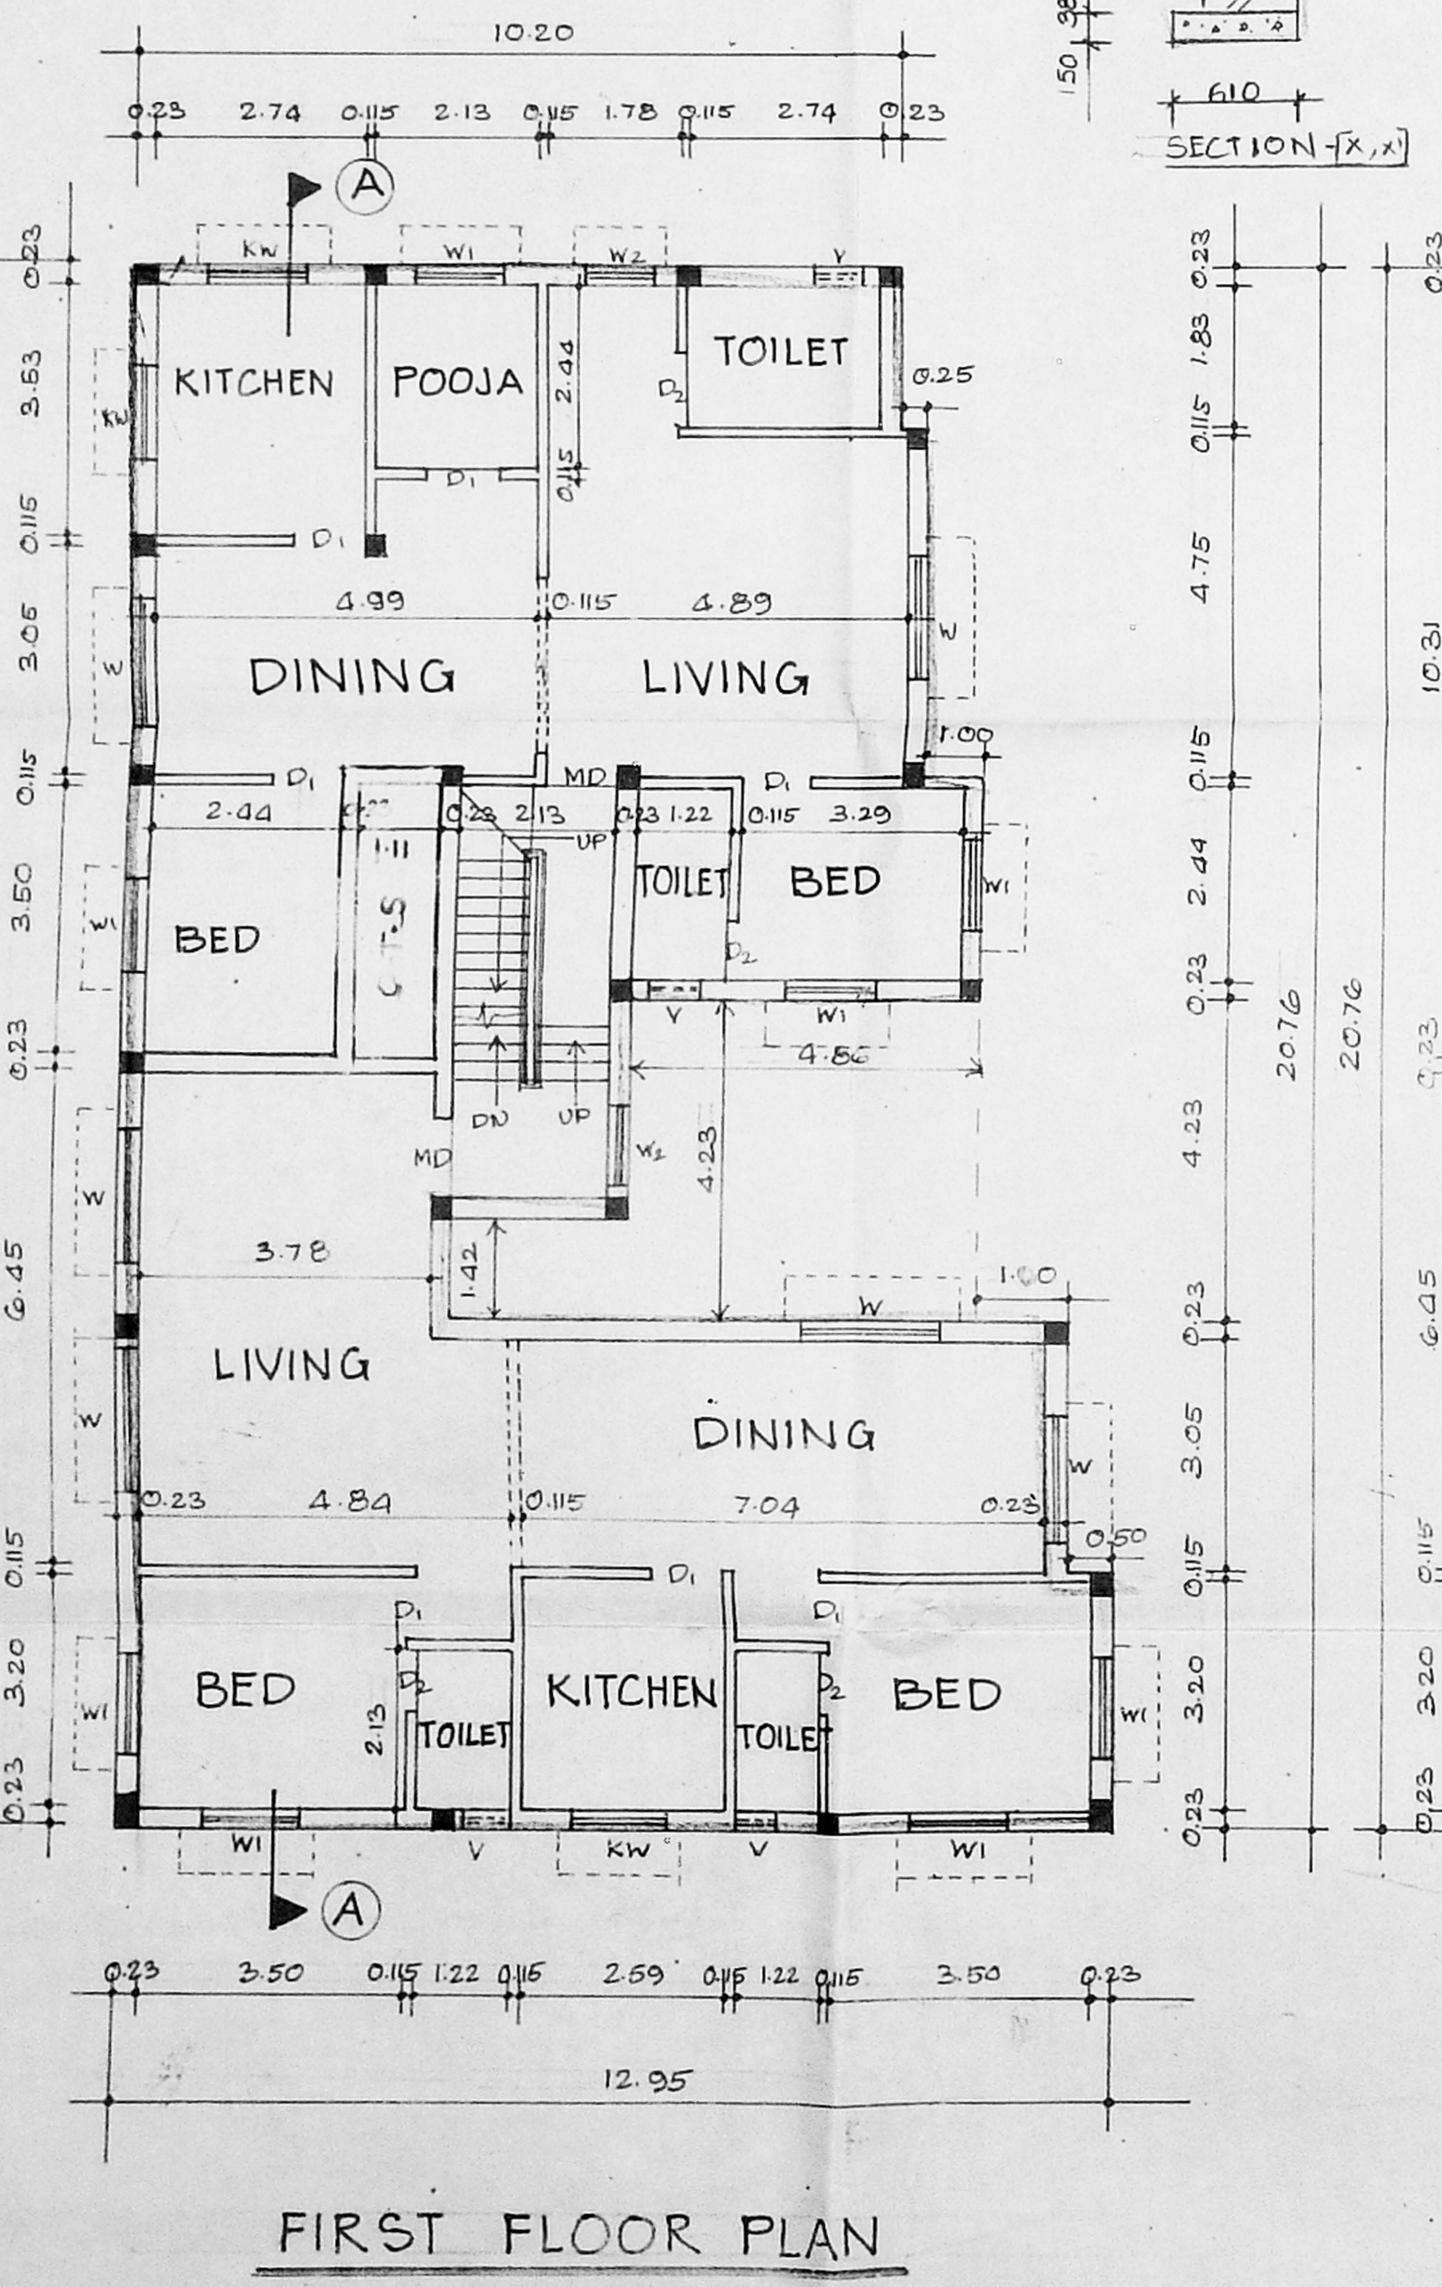 10.20
38
150
610
SECTION -[X,X']
0.23 2.74 0.115 2.13 0.115 1.78 0.115 2.74 0.23
A
KW W1 W2 V
0.23
3.53
0.115
3.05
0.115
3.50
0.23
6.45
0.115
3.20
0.23
KITCHEN
KW
POOJA
2.44
0.115
D2
TOILET
0.25
D1
D1
4.99 0.115 4.89
W
DINING
LIVING
W
1.00
D1
MD
D1
2.44
0.23 2.13 0.23 1.22 0.115 3.29
UP
TOILET
BED
W1
W1
BED
D2
V
W1
4.86
DN
UP
MD
W2
4.23
W
3.78
1.42
1.00
W
LIVING
DINING
W
W
0.23 4.84 0.115 7.04 0.23
0.50
D1
D1
D1
D2
D2
W1
BED
2.13
TOILET
KITCHEN
TOILET
BED
W1
W1 V KW V W1
A
0.23
1.83
0.115
4.75
0.115
2.44
0.23
4.23
0.23
3.05
0.115
3.20
0.23
20.76
20.76
0.23
10.31
0.23
6.45
0.115
3.20
0.23
0.23 3.50 0.115 1.22 0.115 2.59 0.115 1.22 0.115 3.50 0.23
12.95
FIRST FLOOR PLAN